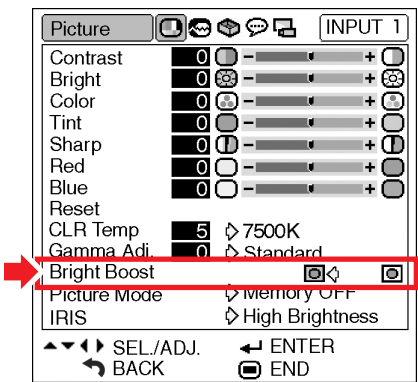 Picture INPUT 1
Contrast 0 - +
Bright 0 - +
Color 0 - +
Tint 0 - +
Sharp 0 - +
Red 0 - +
Blue 0 - +
Reset
CLR Temp 5 7500K
Gamma Adj. 0 Standard
Bright Boost
Picture Mode Memory OFF
IRIS High Brightness
SEL./ADJ. ENTER
BACK END